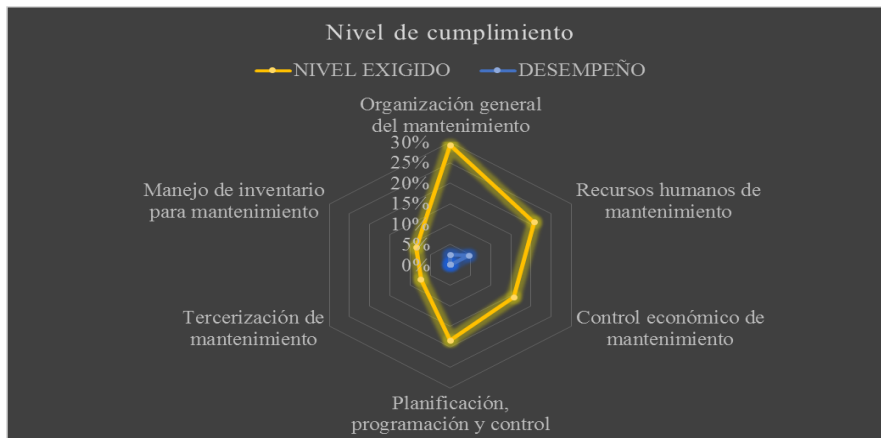 Nivel de cumplimiento
NIVEL EXIGIDO
DESEMPEÑO
Organización general
del mantenimiento
30%
25%
20%
15%
10%
5%
0%
Recursos humanos de
mantenimiento
Control económico de
mantenimiento
Planificación,
programación y control
Tercerización de
mantenimiento
Manejo de inventario
para mantenimiento